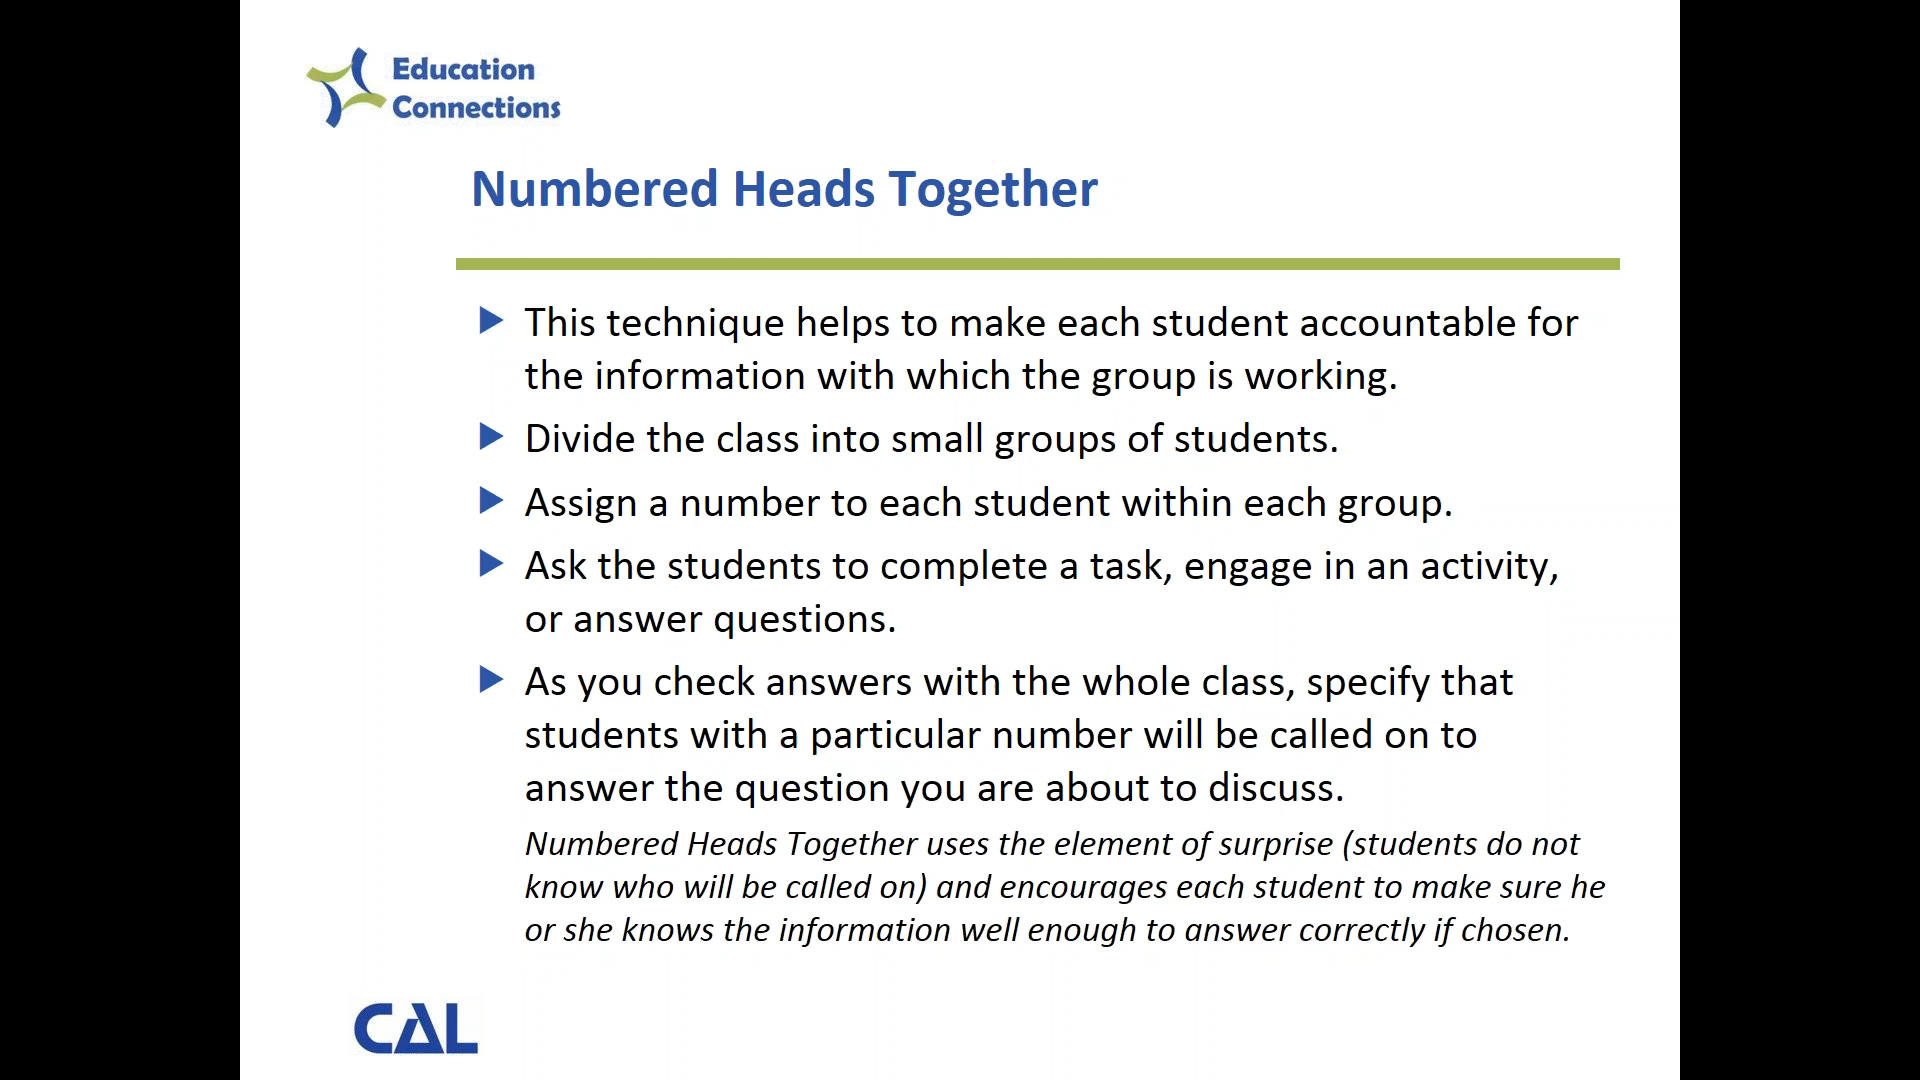 Education
Connections
Numbered Heads Together
This technique helps to make each student accountable for
the information with which the group is working.
Divide the class into small groups of students.
Assign a number to each student within each group.
Ask the students to complete a task, engage in an activity,
or answer questions.
As you check answers with the whole class, specify that
students with a particular number will be called on to
answer the question you are about to discuss.
Numbered Heads Together uses the element of surprise (students do not
know who will be called on) and encourages each student to make sure he
or she knows the information well enough to answer correctly if chosen.
CAL